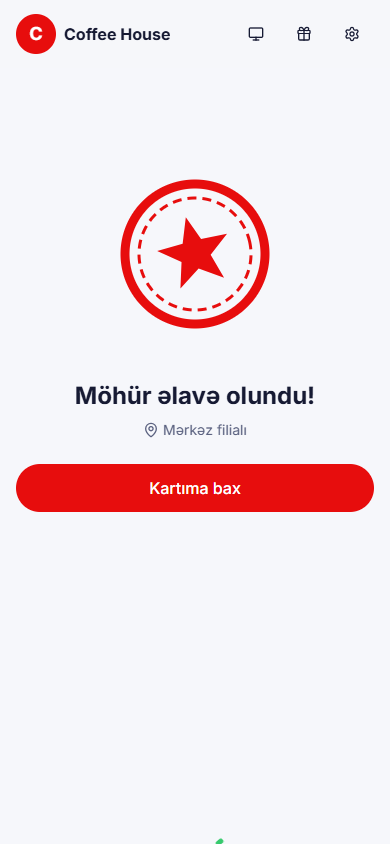 C
Coffee House
Möhür əlavə olundu!
Mərkəz filialı
Kartıma bax